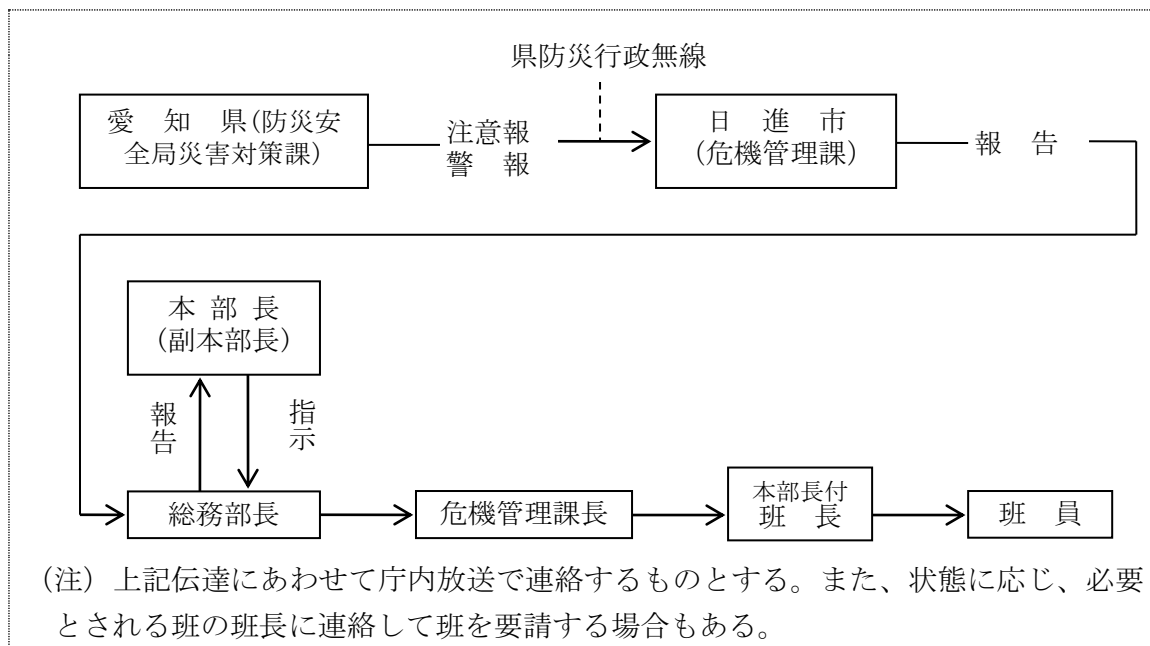 県防災行政無線
愛　知　県(防災安
全局災害対策課)
注意報
警　報
日　進　市
(危機管理課)
報　告
本 部 長
(副本部長)
報告
指示
総務部長
危機管理課長
本部長付
班　長
班　員
(注) 上記伝達にあわせて庁内放送で連絡するものとする。また、状態に応じ、必要
とされる班の班長に連絡して班を要請する場合もある。